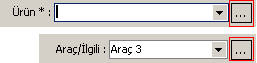 Ürün * : ...
Araç/İlgili : Araç 3 ...